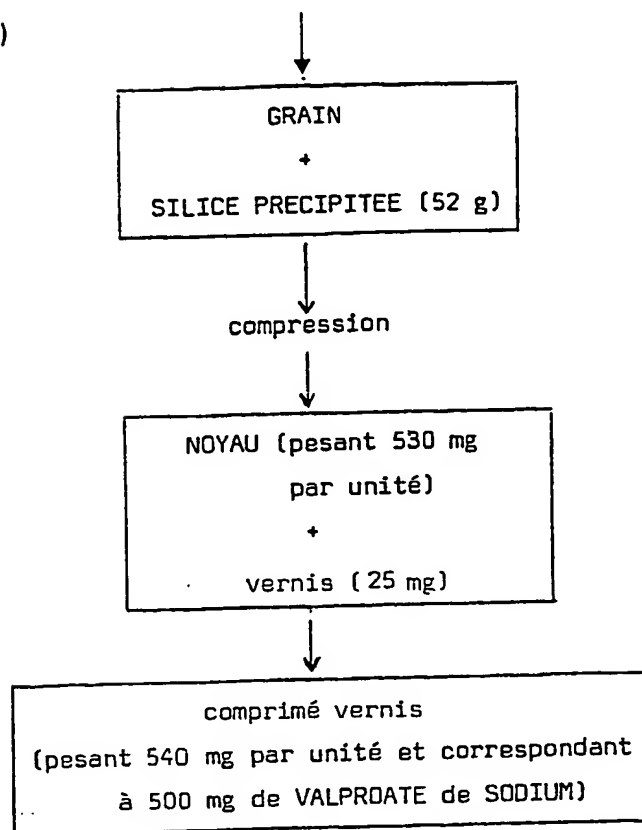 )
GRAIN
+
SILICE PRECIPITEE (52 g)
compression
NOYAU (pesant 530 mg
par unité)
+
vernis (25 mg)
comprimé vernis
(pesant 540 mg par unité et correspondant
à 500 mg de VALPROATE de SODIUM)